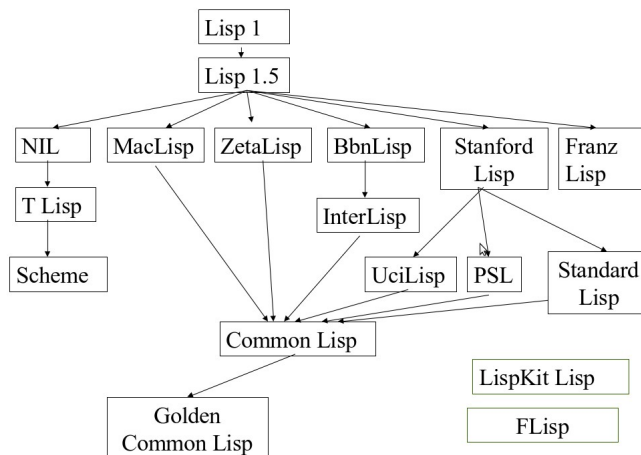 Lisp 1
Lisp 1.5
NIL
MacLisp
ZetaLisp
BbnLisp
Stanford
Lisp
Franz
Lisp
T Lisp
InterLisp
Scheme
UciLisp
PSL
Standard
Lisp
Common Lisp
LispKit Lisp
Golden
Common Lisp
FLisp